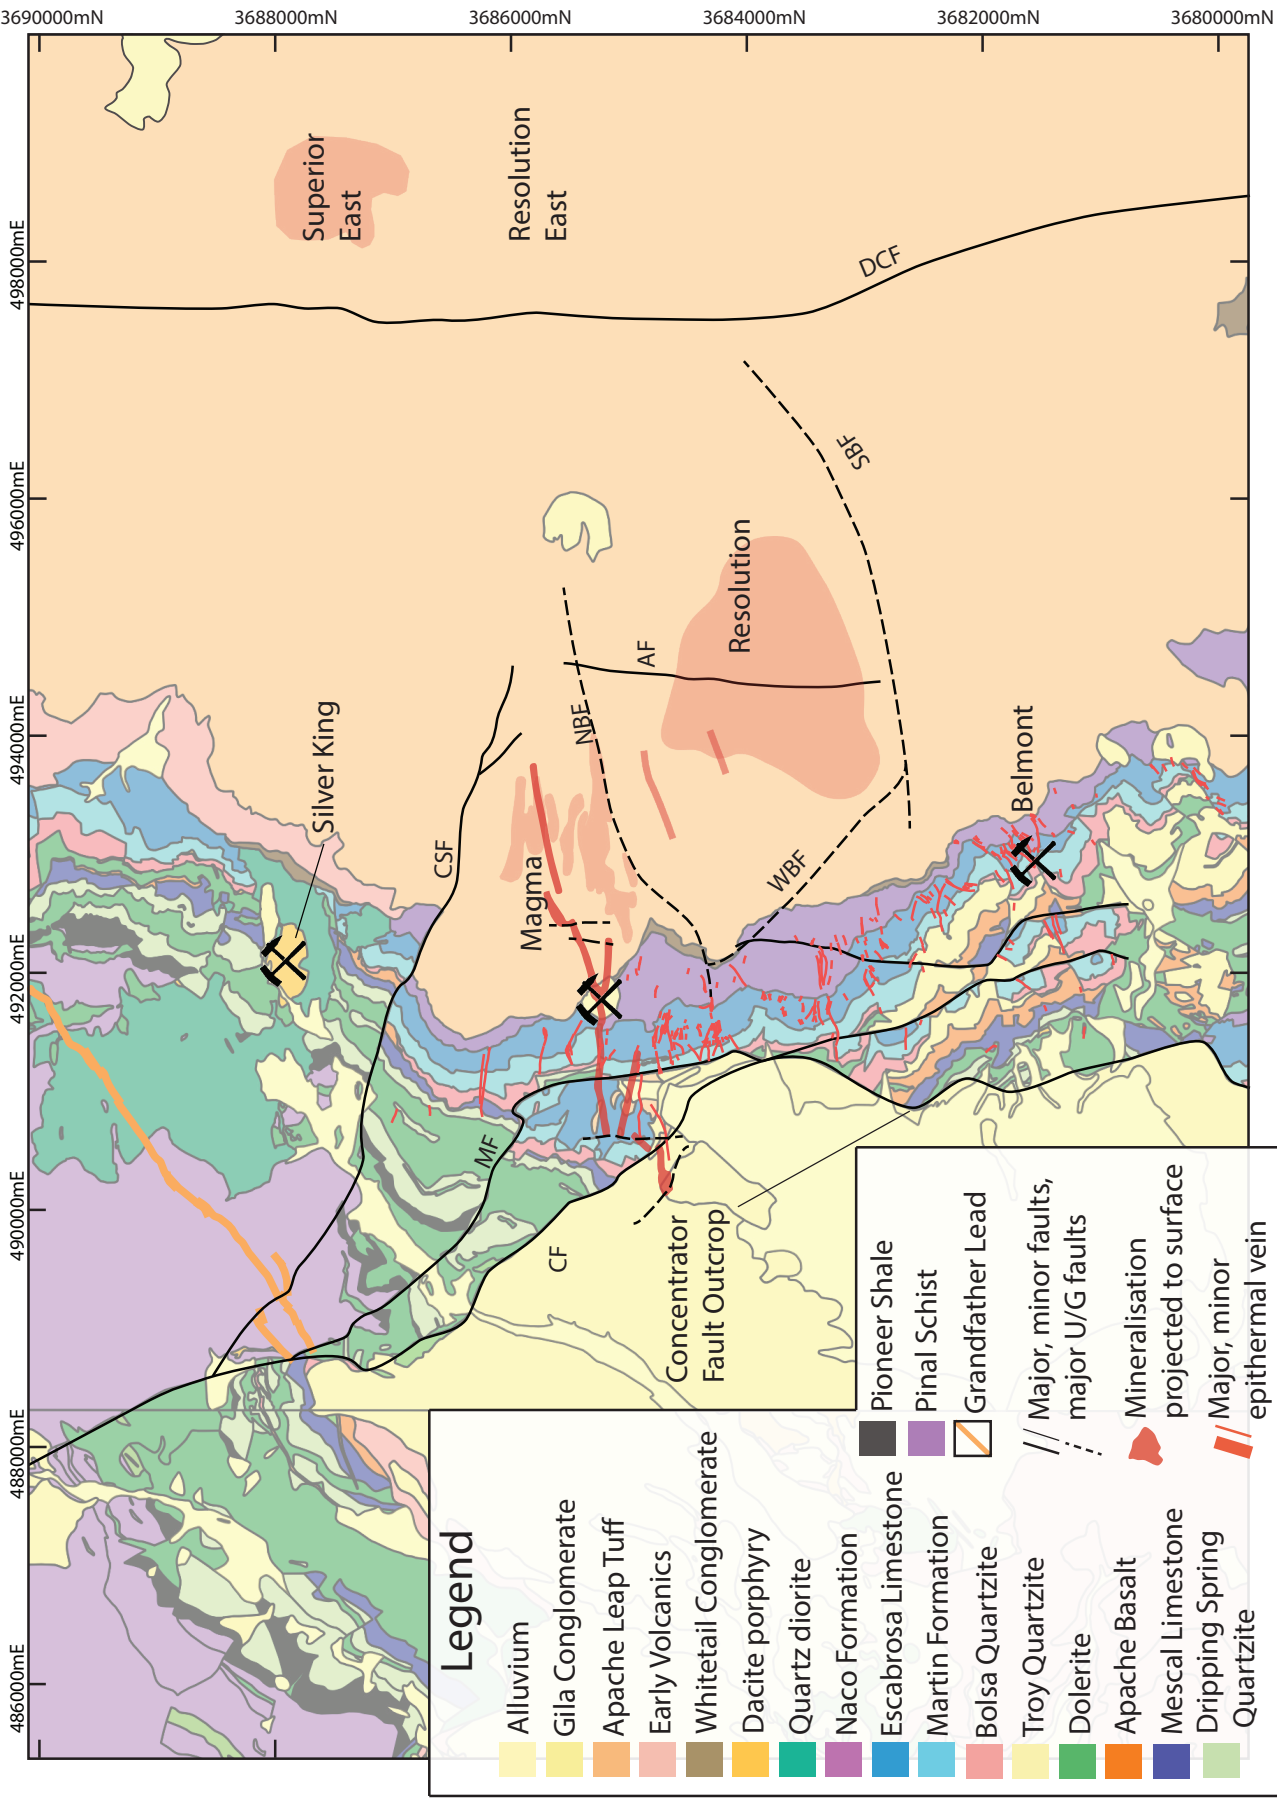 3690000mN
3688000mN
3686000mN
3684000mN
3682000mN
3680000mN
498000mE
496000mE
494000mE
492000mE
490000mE
488000mE
486000mE
Superior
East
Resolution
East
DCF
SBF
Resolution
AF
NBF
Silver King
CSF
Magma
WBF
Belmont
MF
CF
Concentrator
Fault Outcrop
Legend
Alluvium
Gila Conglomerate
Apache Leap Tuff
Early Volcanics
Whitetail Conglomerate
Dacite porphyry
Quartz diorite
Naco Formation
Escabrosa Limestone
Martin Formation
Bolsa Quartzite
Troy Quartzite
Dolerite
Apache Basalt
Mescal Limestone
Dripping Spring
Quartzite
Pioneer Shale
Pinal Schist
Grandfather Lead
Major, minor faults,
major U/G faults
Mineralisation
projected to surface
Major, minor
epithermal vein